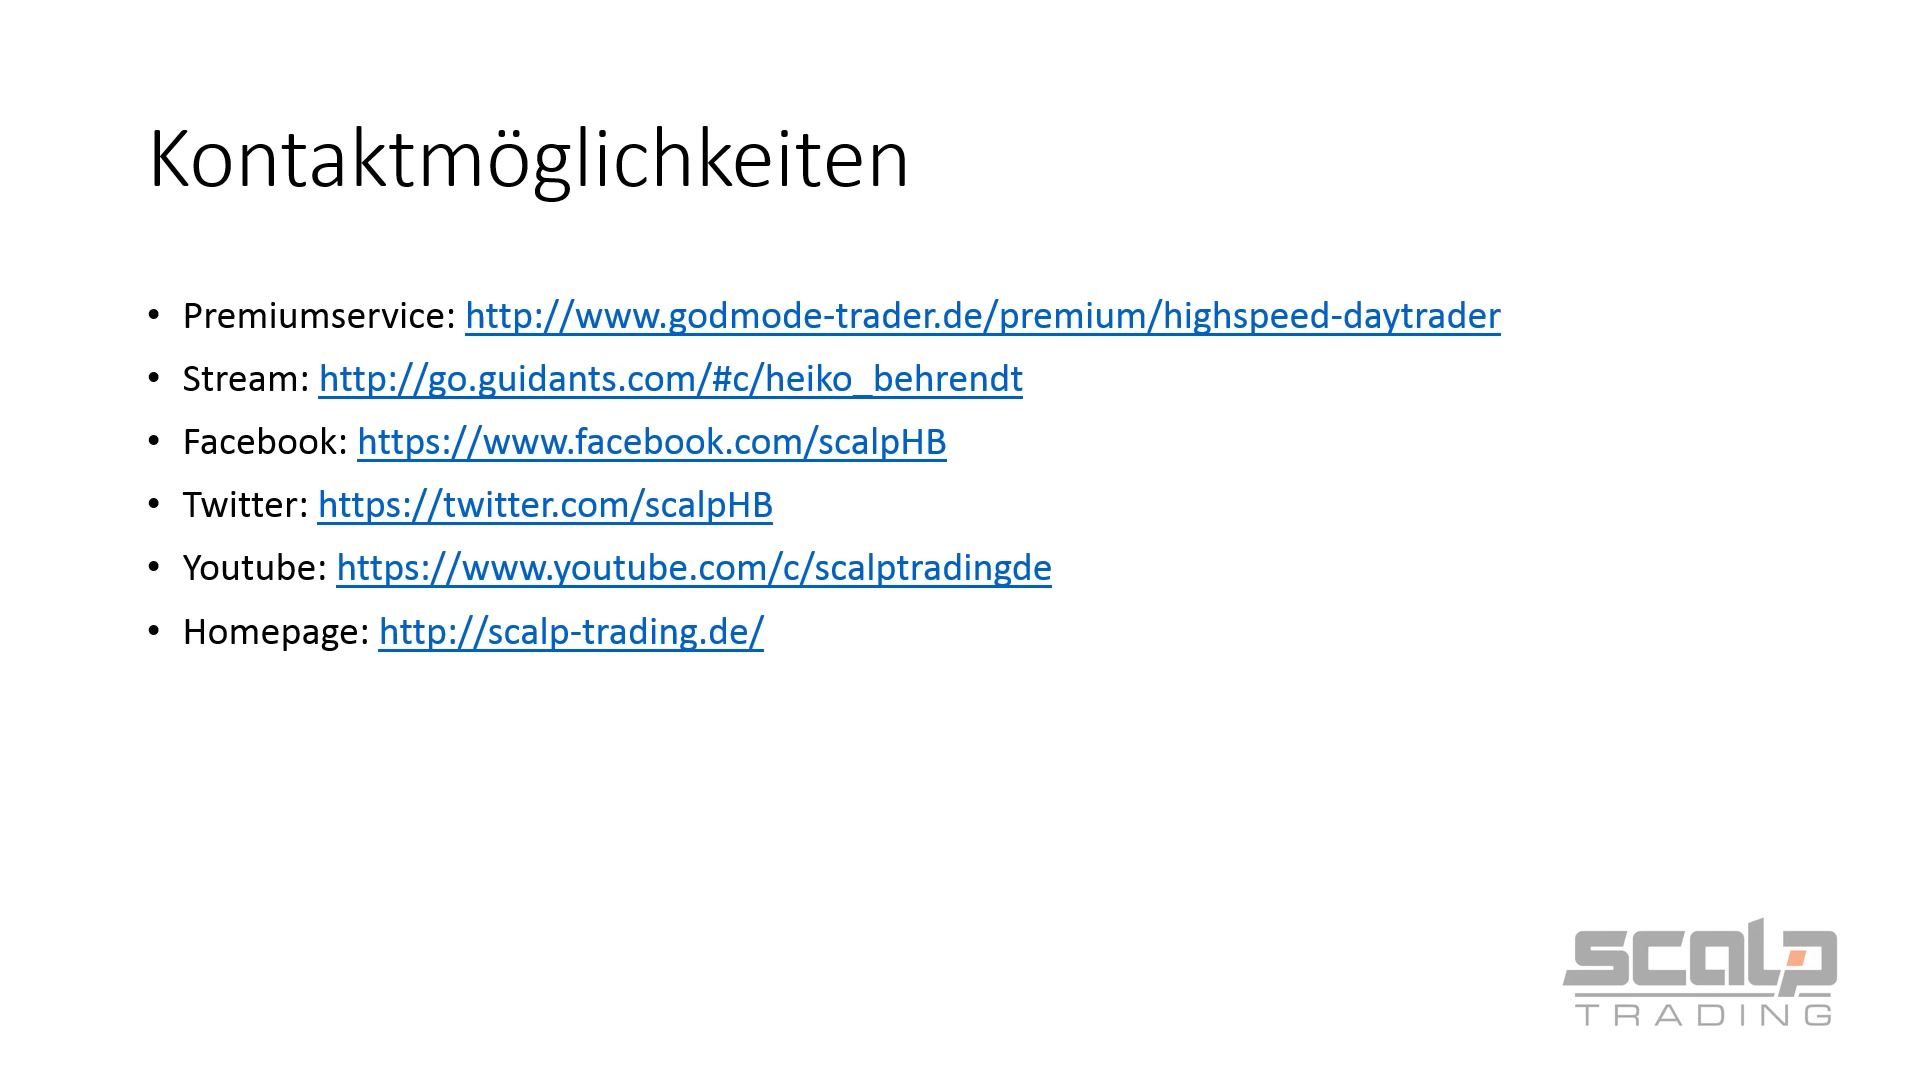 Kontaktmöglichkeiten
• Premiumservice: http://www.godmode-trader.de/premium/highspeed-daytrader
• Stream: http://go.guidants.com/#c/heiko_behrendt
• Facebook: https://www.facebook.com/scalpHB
• Twitter: https://twitter.com/scalpHB
• Youtube: https://www.youtube.com/c/scalptradingde
• Homepage: http://scalp-trading.de/
scalp
TRADING